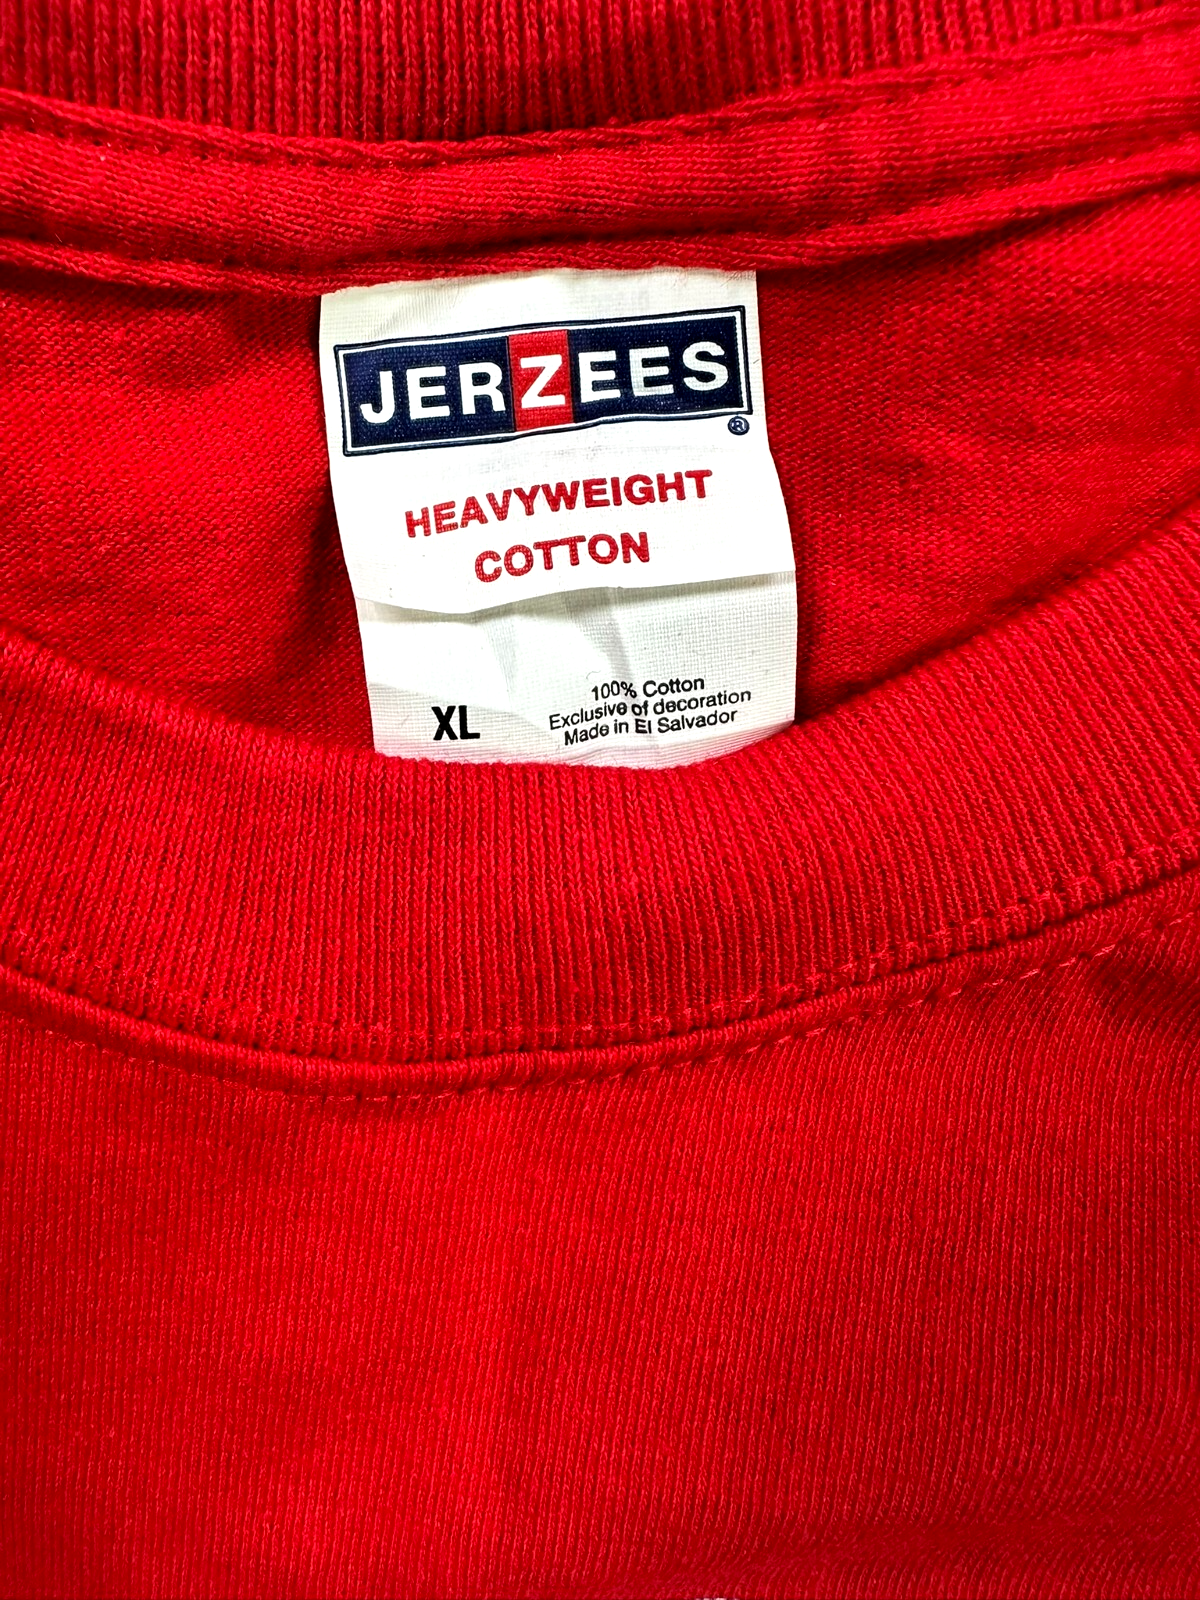 JERZEES
®
HEAVYWEIGHT
COTTON
XL
100% Cotton
Exclusive of decoration
Made in El Salvador